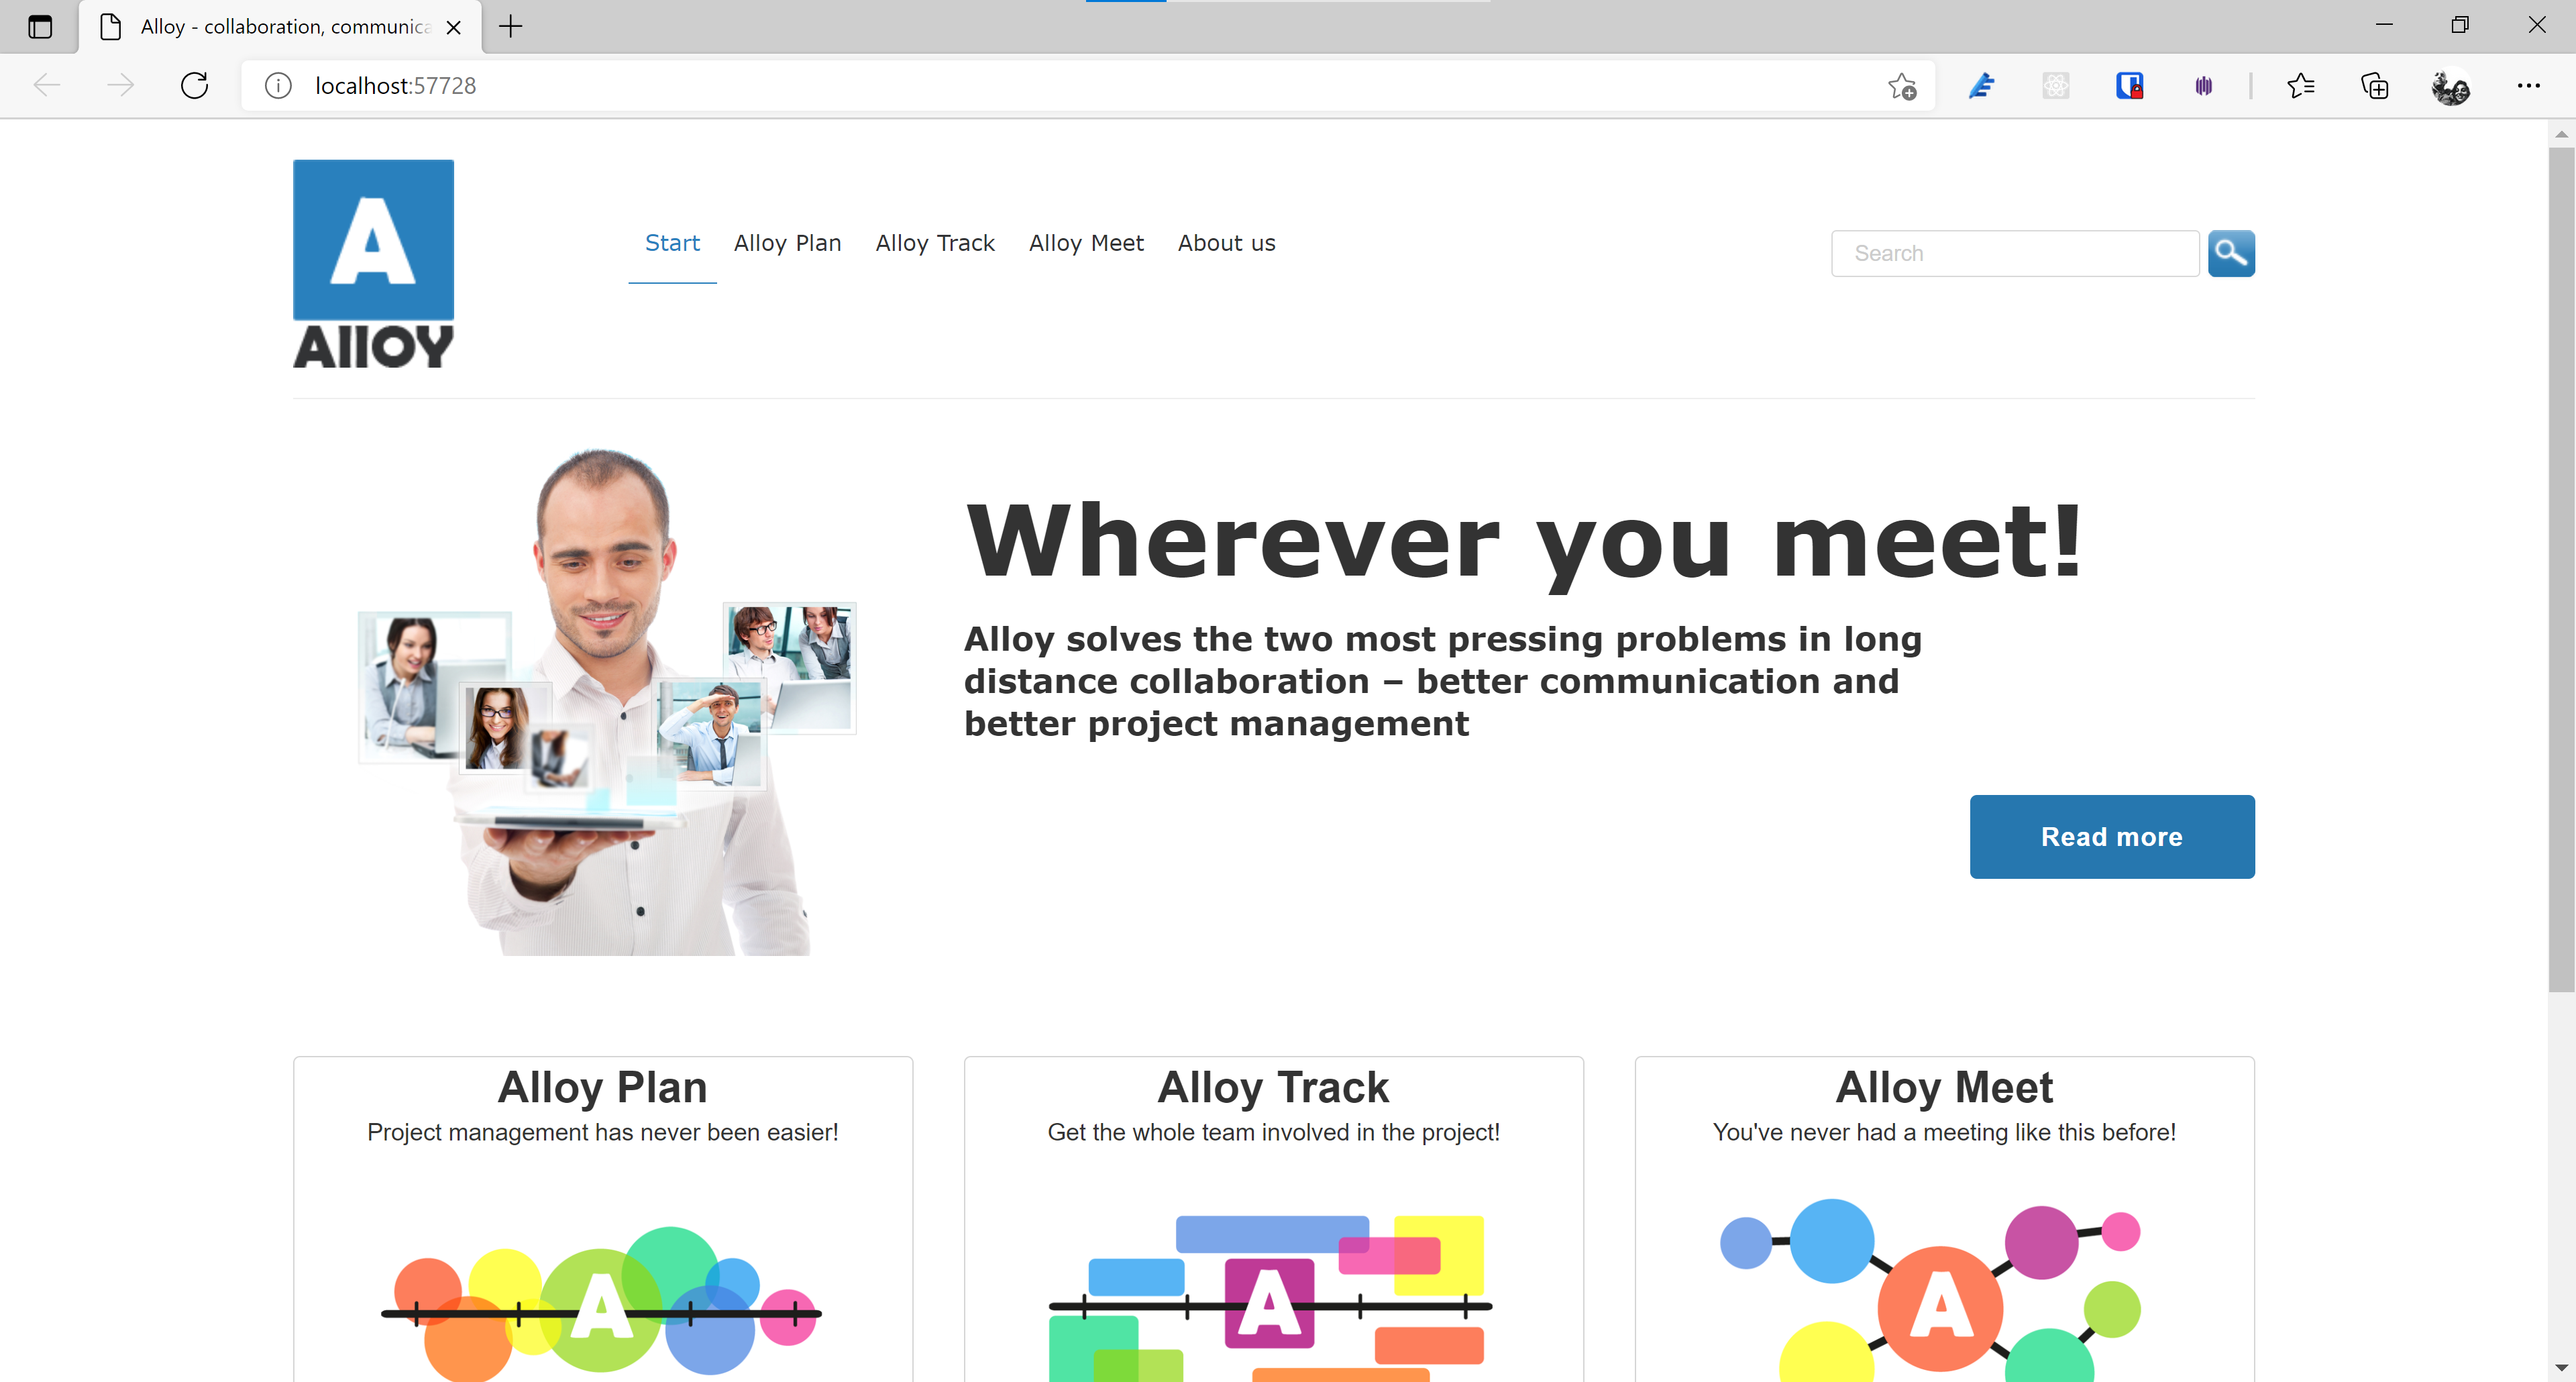 Alloy - collaboration, communica
localhost:57728
A
Alloy
Start
Alloy Plan
Alloy Track
Alloy Meet
About us
Search
Wherever you meet!
Alloy solves the two most pressing problems in long
distance collaboration – better communication and
better project management
Read more
Alloy Plan
Project management has never been easier!
A
Alloy Track
Get the whole team involved in the project!
A
Alloy Meet
You've never had a meeting like this before!
A